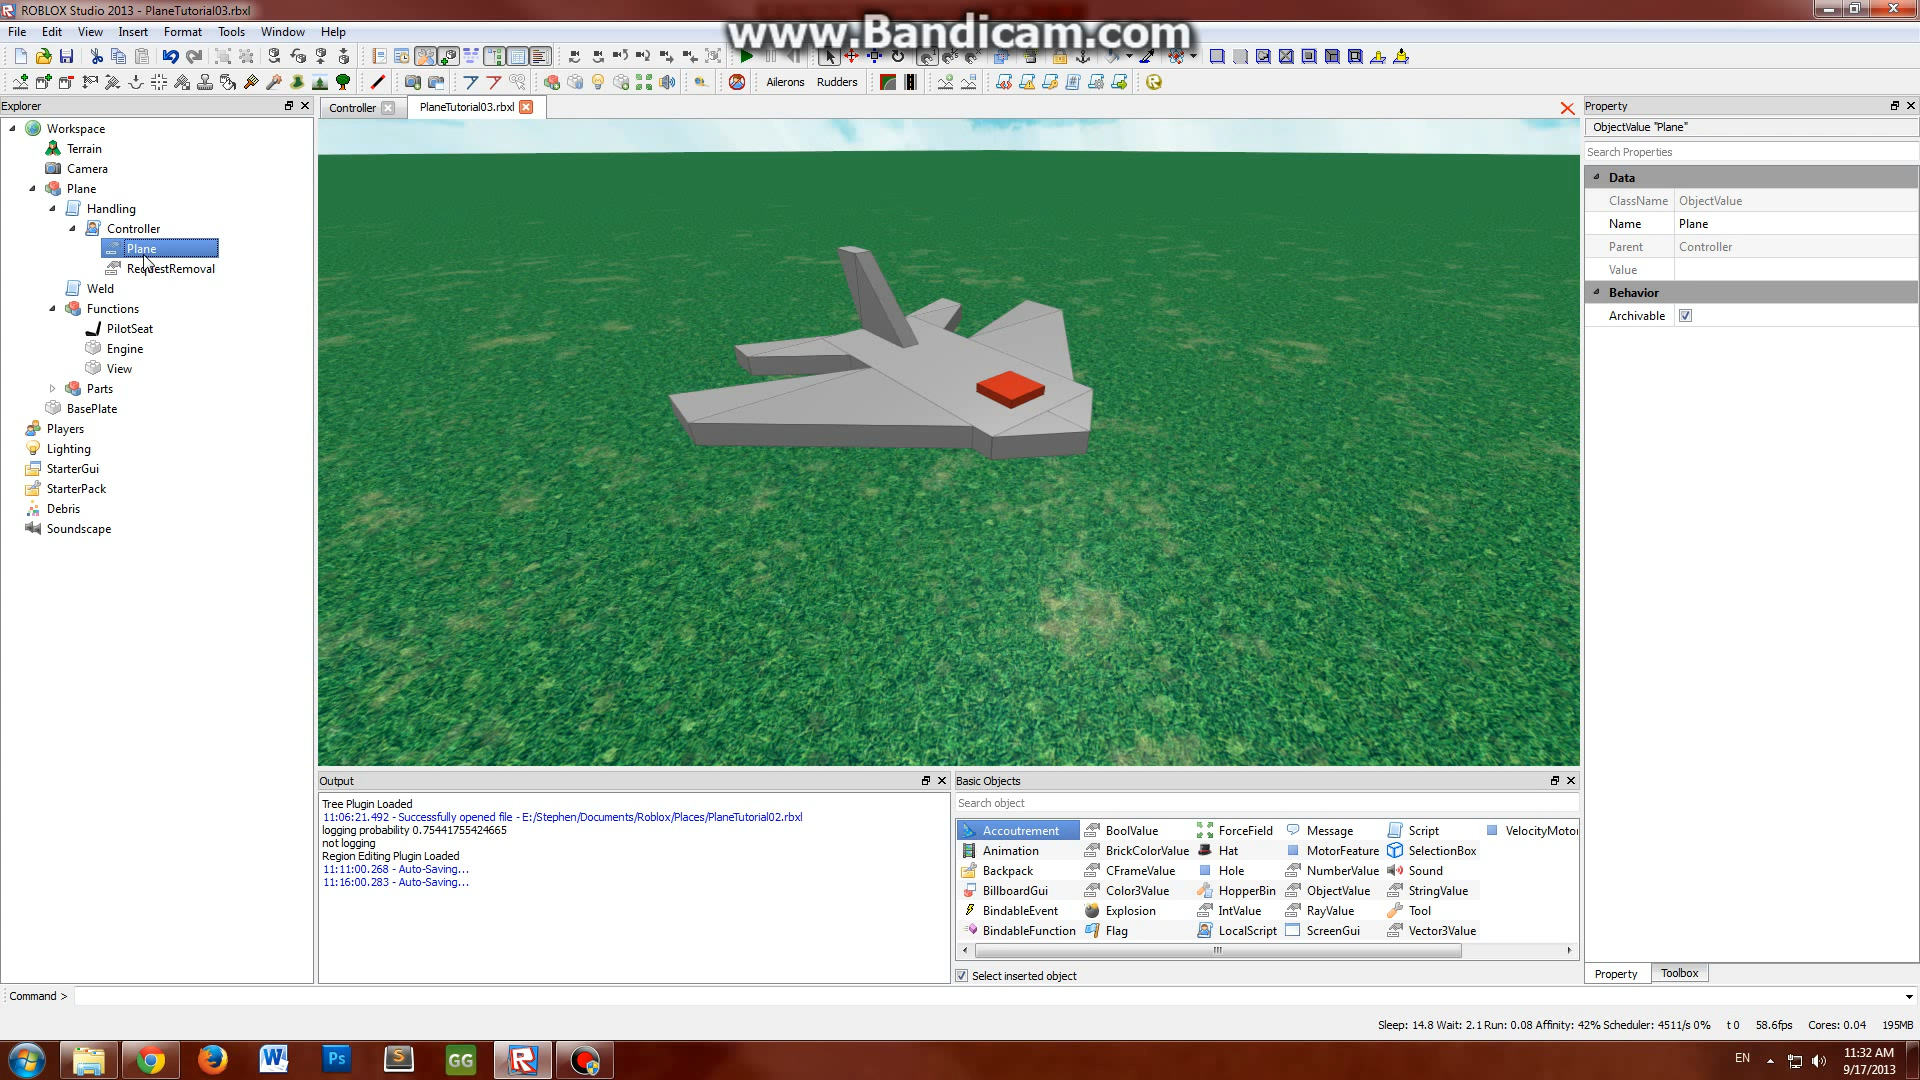 ROBLOX Studio 2013 - PlaneTutorial03.rbxl
www.Bandicam.com
File Edit View Insert Format Tools Window Help
Ailerons Rudders
Explorer
Controller PlaneTutorial03.rbxl
Property
Workspace
Terrain
Camera
Plane
Handling
Controller
Plane
RequestRemoval
Weld
Functions
PilotSeat
Engine
View
Parts
BasePlate
Players
Lighting
StarterGui
StarterPack
Debris
Soundscape
ObjectValue "Plane"
Search Properties
Data
ClassName ObjectValue
Name Plane
Parent Controller
Value
Behavior
Archivable
Output
Tree Plugin Loaded
11:06:21.492 - Successfully opened file - E:/Stephen/Documents/Roblox/Places/PlaneTutorial02.rbxl
logging probability 0.75441755424665
not logging
Region Editing Plugin Loaded
11:11:00.268 - Auto-Saving...
11:16:00.283 - Auto-Saving...
Basic Objects
Search object
Accoutrement BoolValue ForceField Message Script VelocityMoto
Animation BrickColorValue Hat MotorFeature SelectionBox
Backpack CFrameValue Hole NumberValue Sound
BillboardGui Color3Value HopperBin ObjectValue StringValue
BindableEvent Explosion IntValue RayValue Tool
BindableFunction Flag LocalScript ScreenGui Vector3Value
Select inserted object
Property Toolbox
Command >
Sleep: 14.8 Wait: 2.1 Run: 0.08 Affinity: 42% Scheduler: 4511/s 0% t 0 58.6fps Cores: 0.04 195MB
W Ps S GG R
EN
11:32 AM
9/17/2013